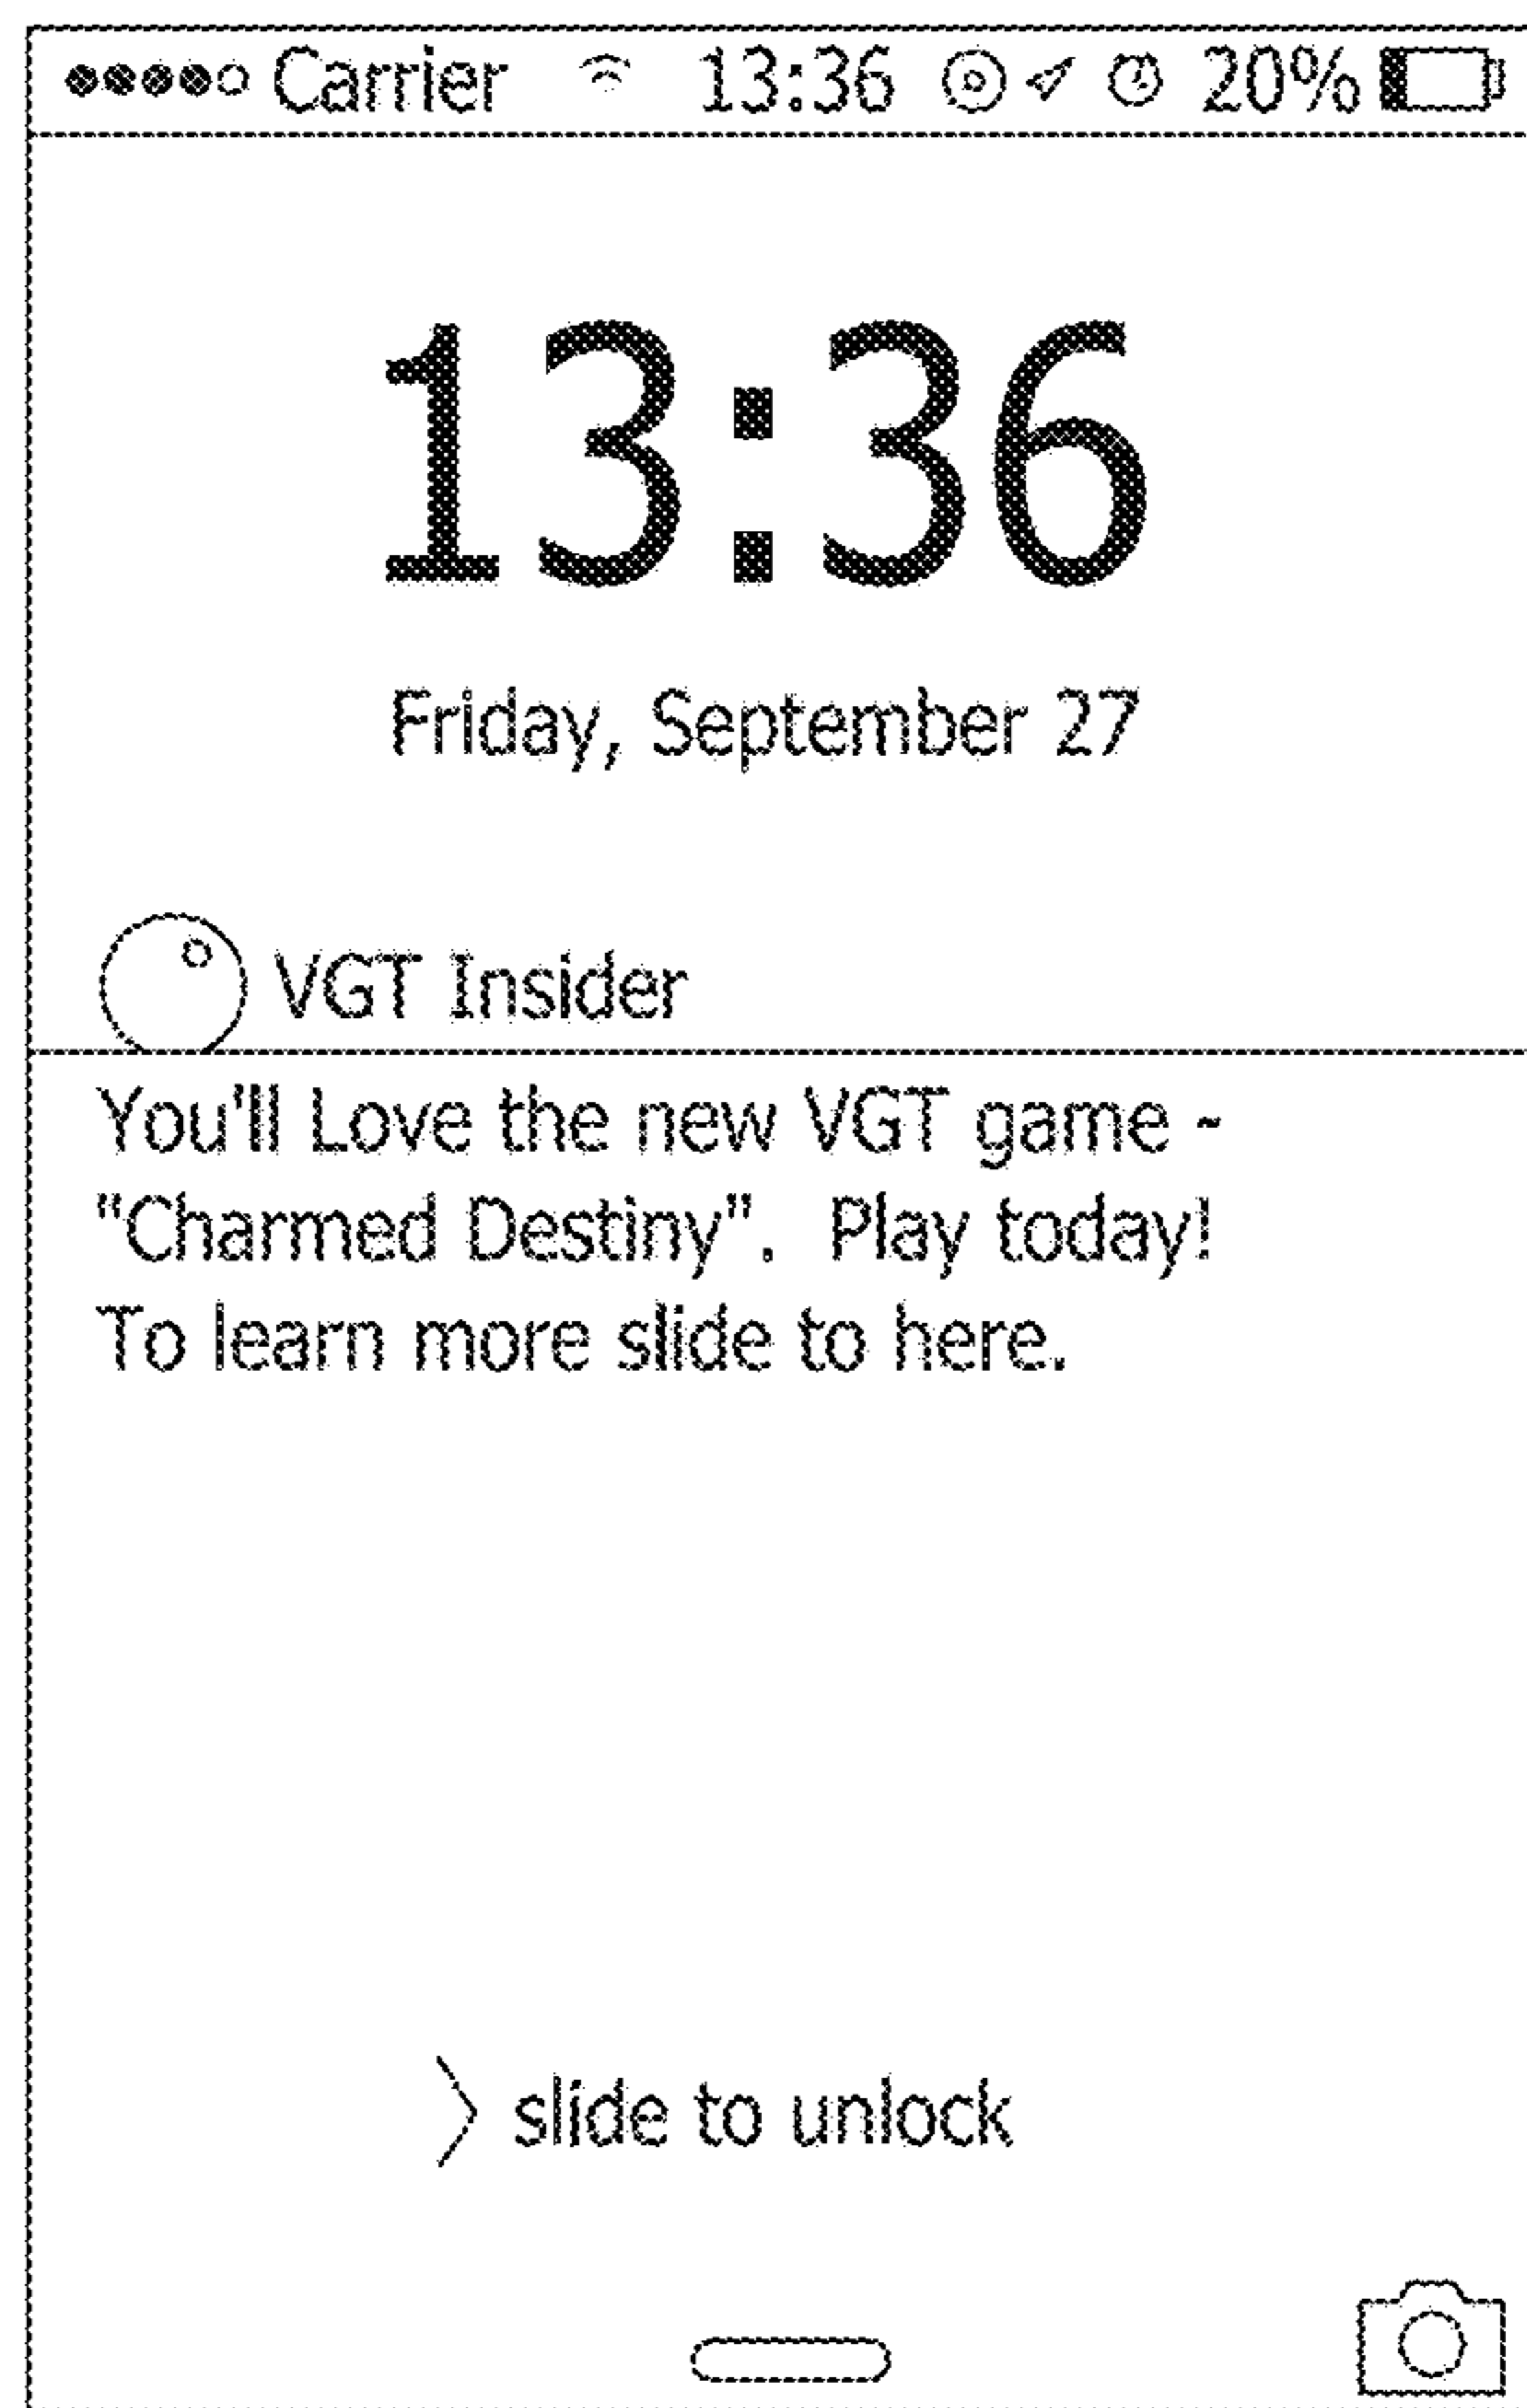 Carrier 13:36 20%
13:36
Friday, September 27
VGT Insider
You'll Love the new VGT game -
"Charmed Destiny".  Play today!
To learn more slide to here.
slide to unlock